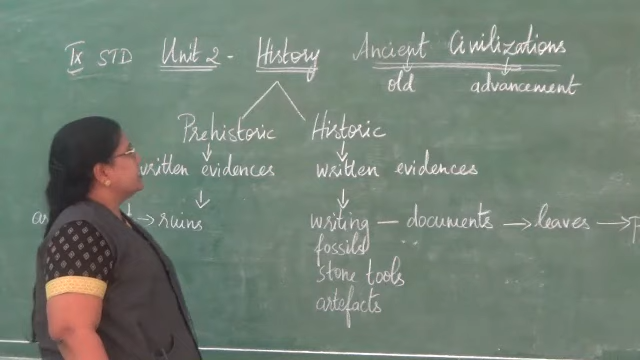 IX STD Unit 2 - History Ancient Civilizations
old advancement
Prehistoric Historic
written evidences written evidences
→ ruins writing — documents → leaves →
fossils
stone tools
artefacts